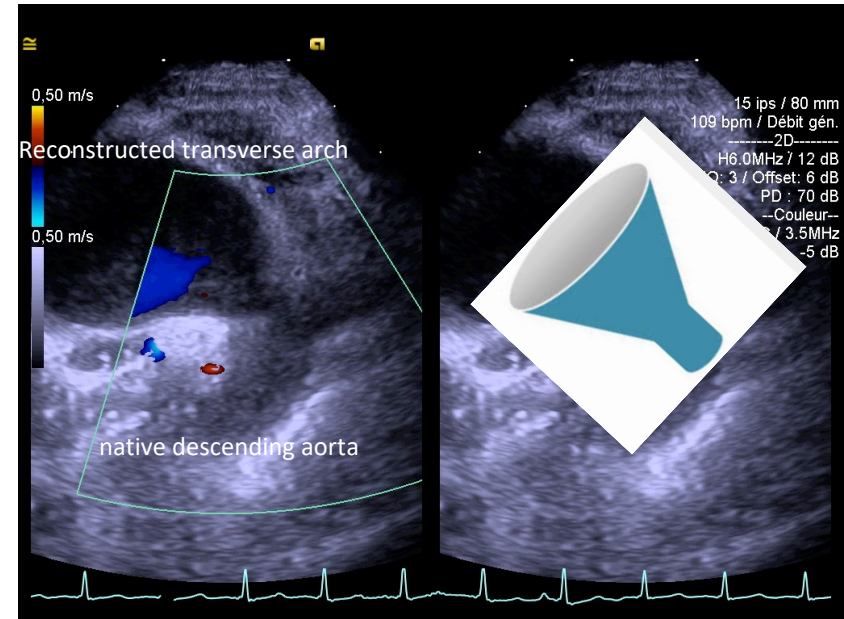 0,50 m/s
Reconstructed transverse arch
0,50 m/s
native descending aorta
15 ips / 80 mm
109 bpm / Débit gén.
--------2D--------
H6.0MHz / 12 dB
: 3 / Offset: 6 dB
PD : 70 dB
--Couleur--
/ 3.5MHz
-5 dB